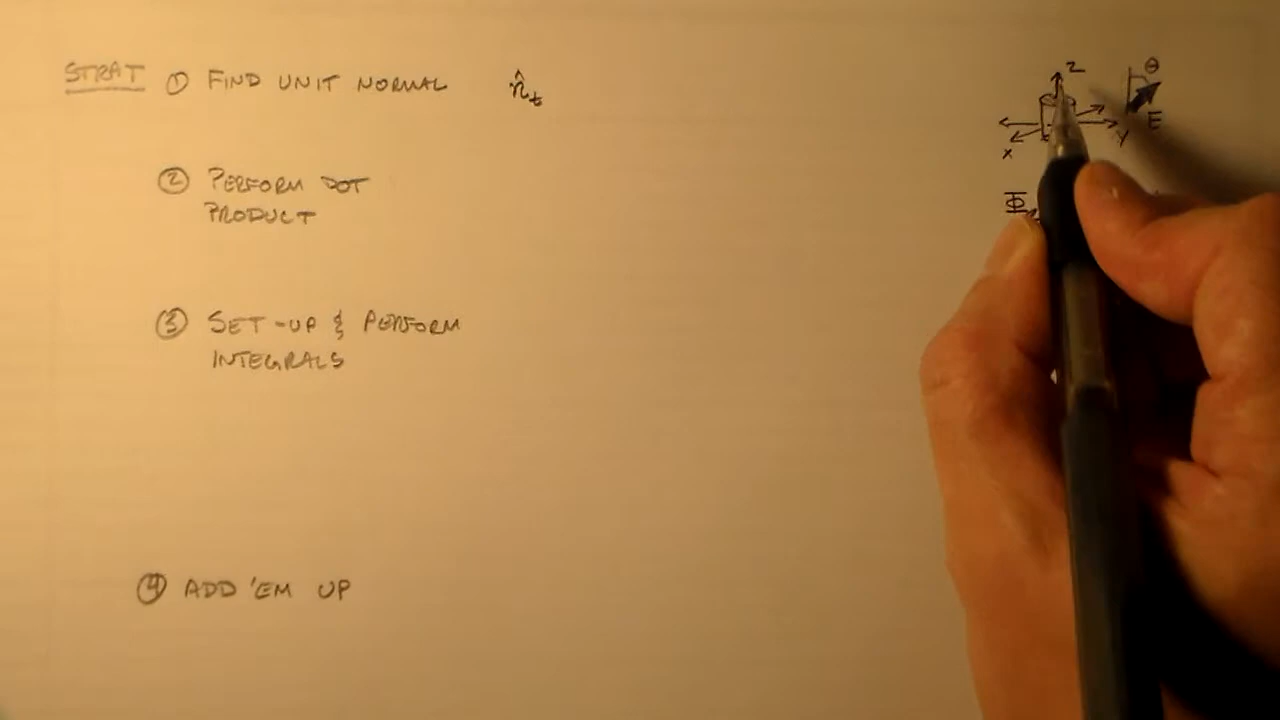 STRAT ① FIND UNIT NORMAL n̂t
② PERFORM DOT
PRODUCT
③ SET-UP & PERFORM
INTEGRALS
④ ADD 'EM UP
z
θ
E
y
x
Φ